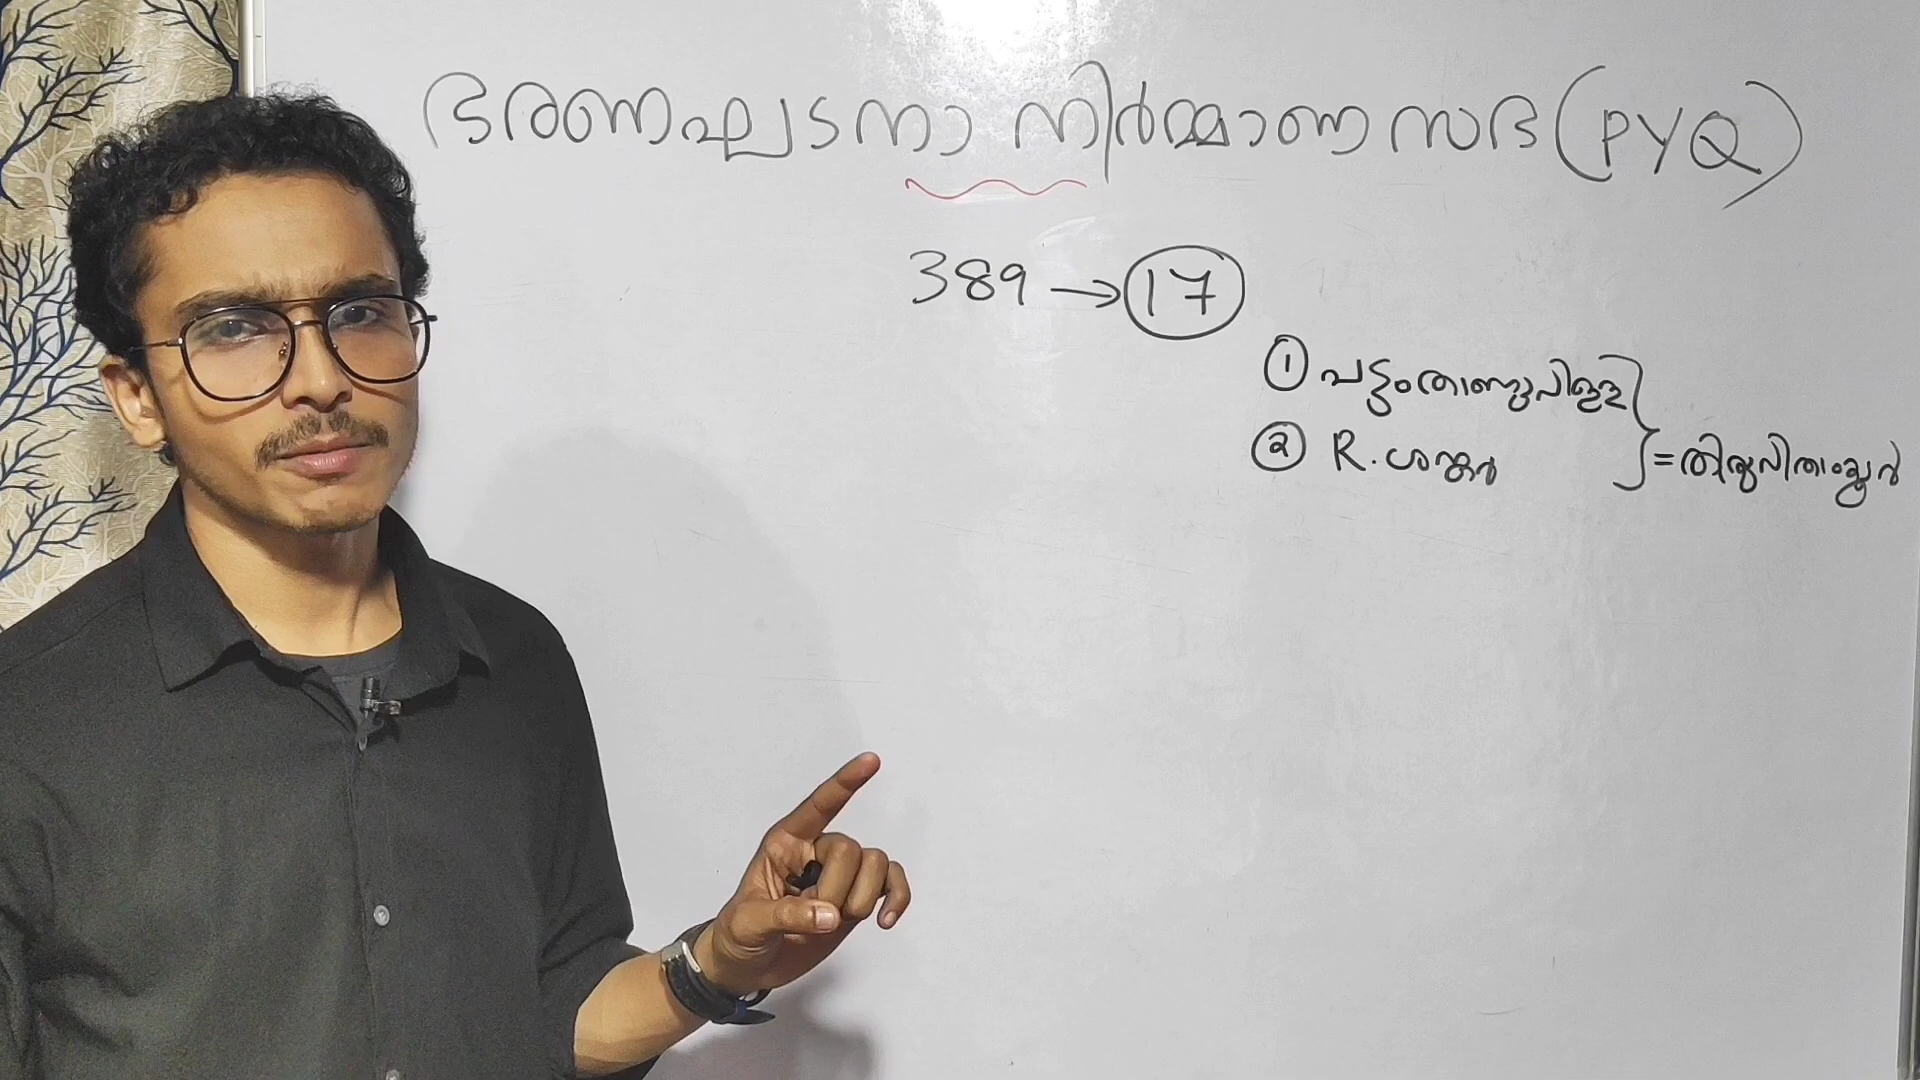 ഭരണഘടനാ നിർമ്മാണ സഭ (PYQ)
389 → 17
① പട്ടംതാണുപിള്ള
② R. ശങ്കർ
= തിരുവിതാംകൂർ